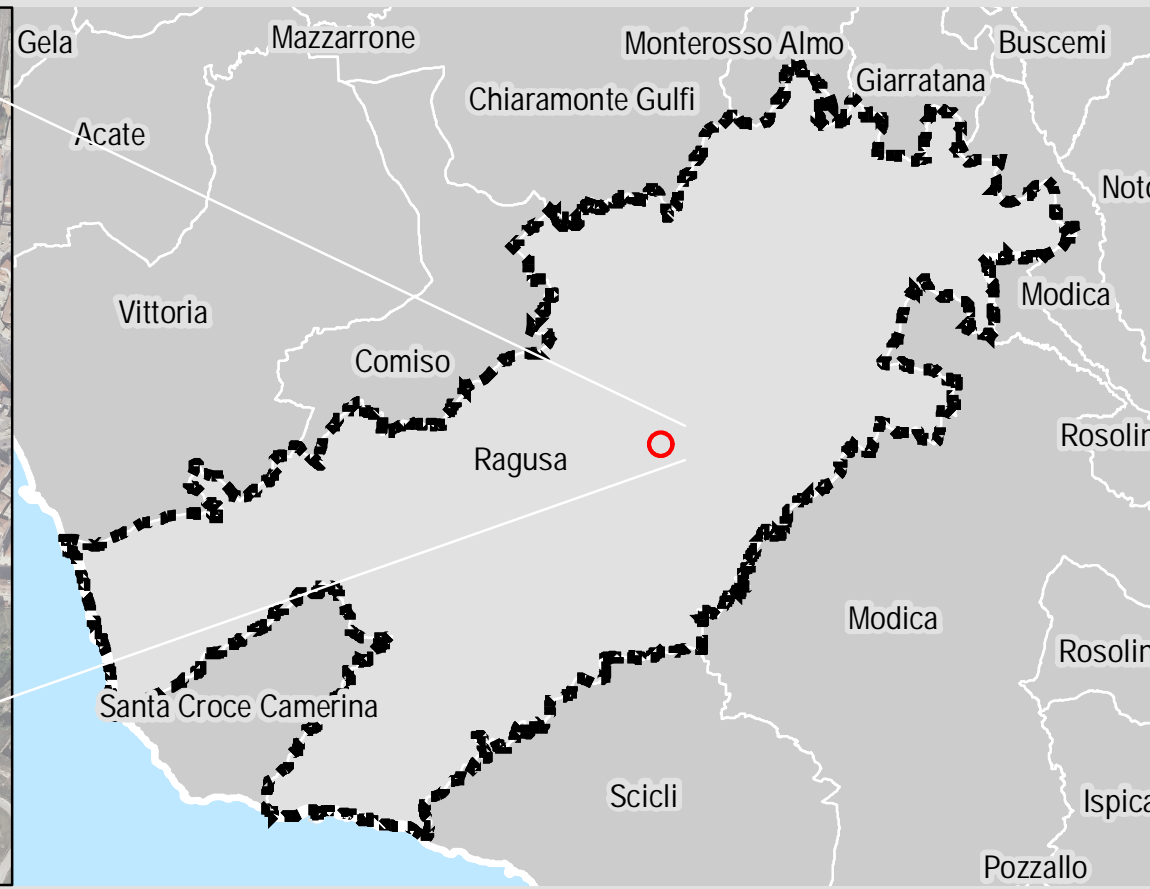 Gela
Mazzarrone
Monterosso Almo
Buscemi
Giarratana
Chiaramonte Gulfi
Acate
Modica
Vittoria
Comiso
Ragusa
Modica
Santa Croce Camerina
Scicli
Pozzallo